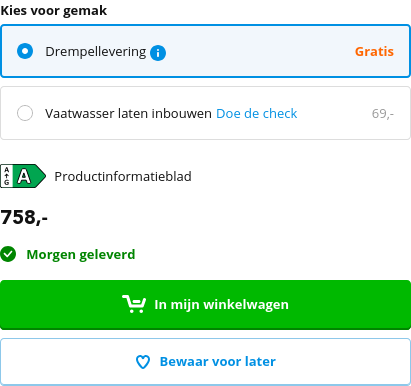 Kies voor gemak
Drempellevering
Gratis
Vaatwasser laten inbouwen Doe de check
69,-
A
G
A
Productinformatieblad
758,-
Morgen geleverd
In mijn winkelwagen
Bewaar voor later